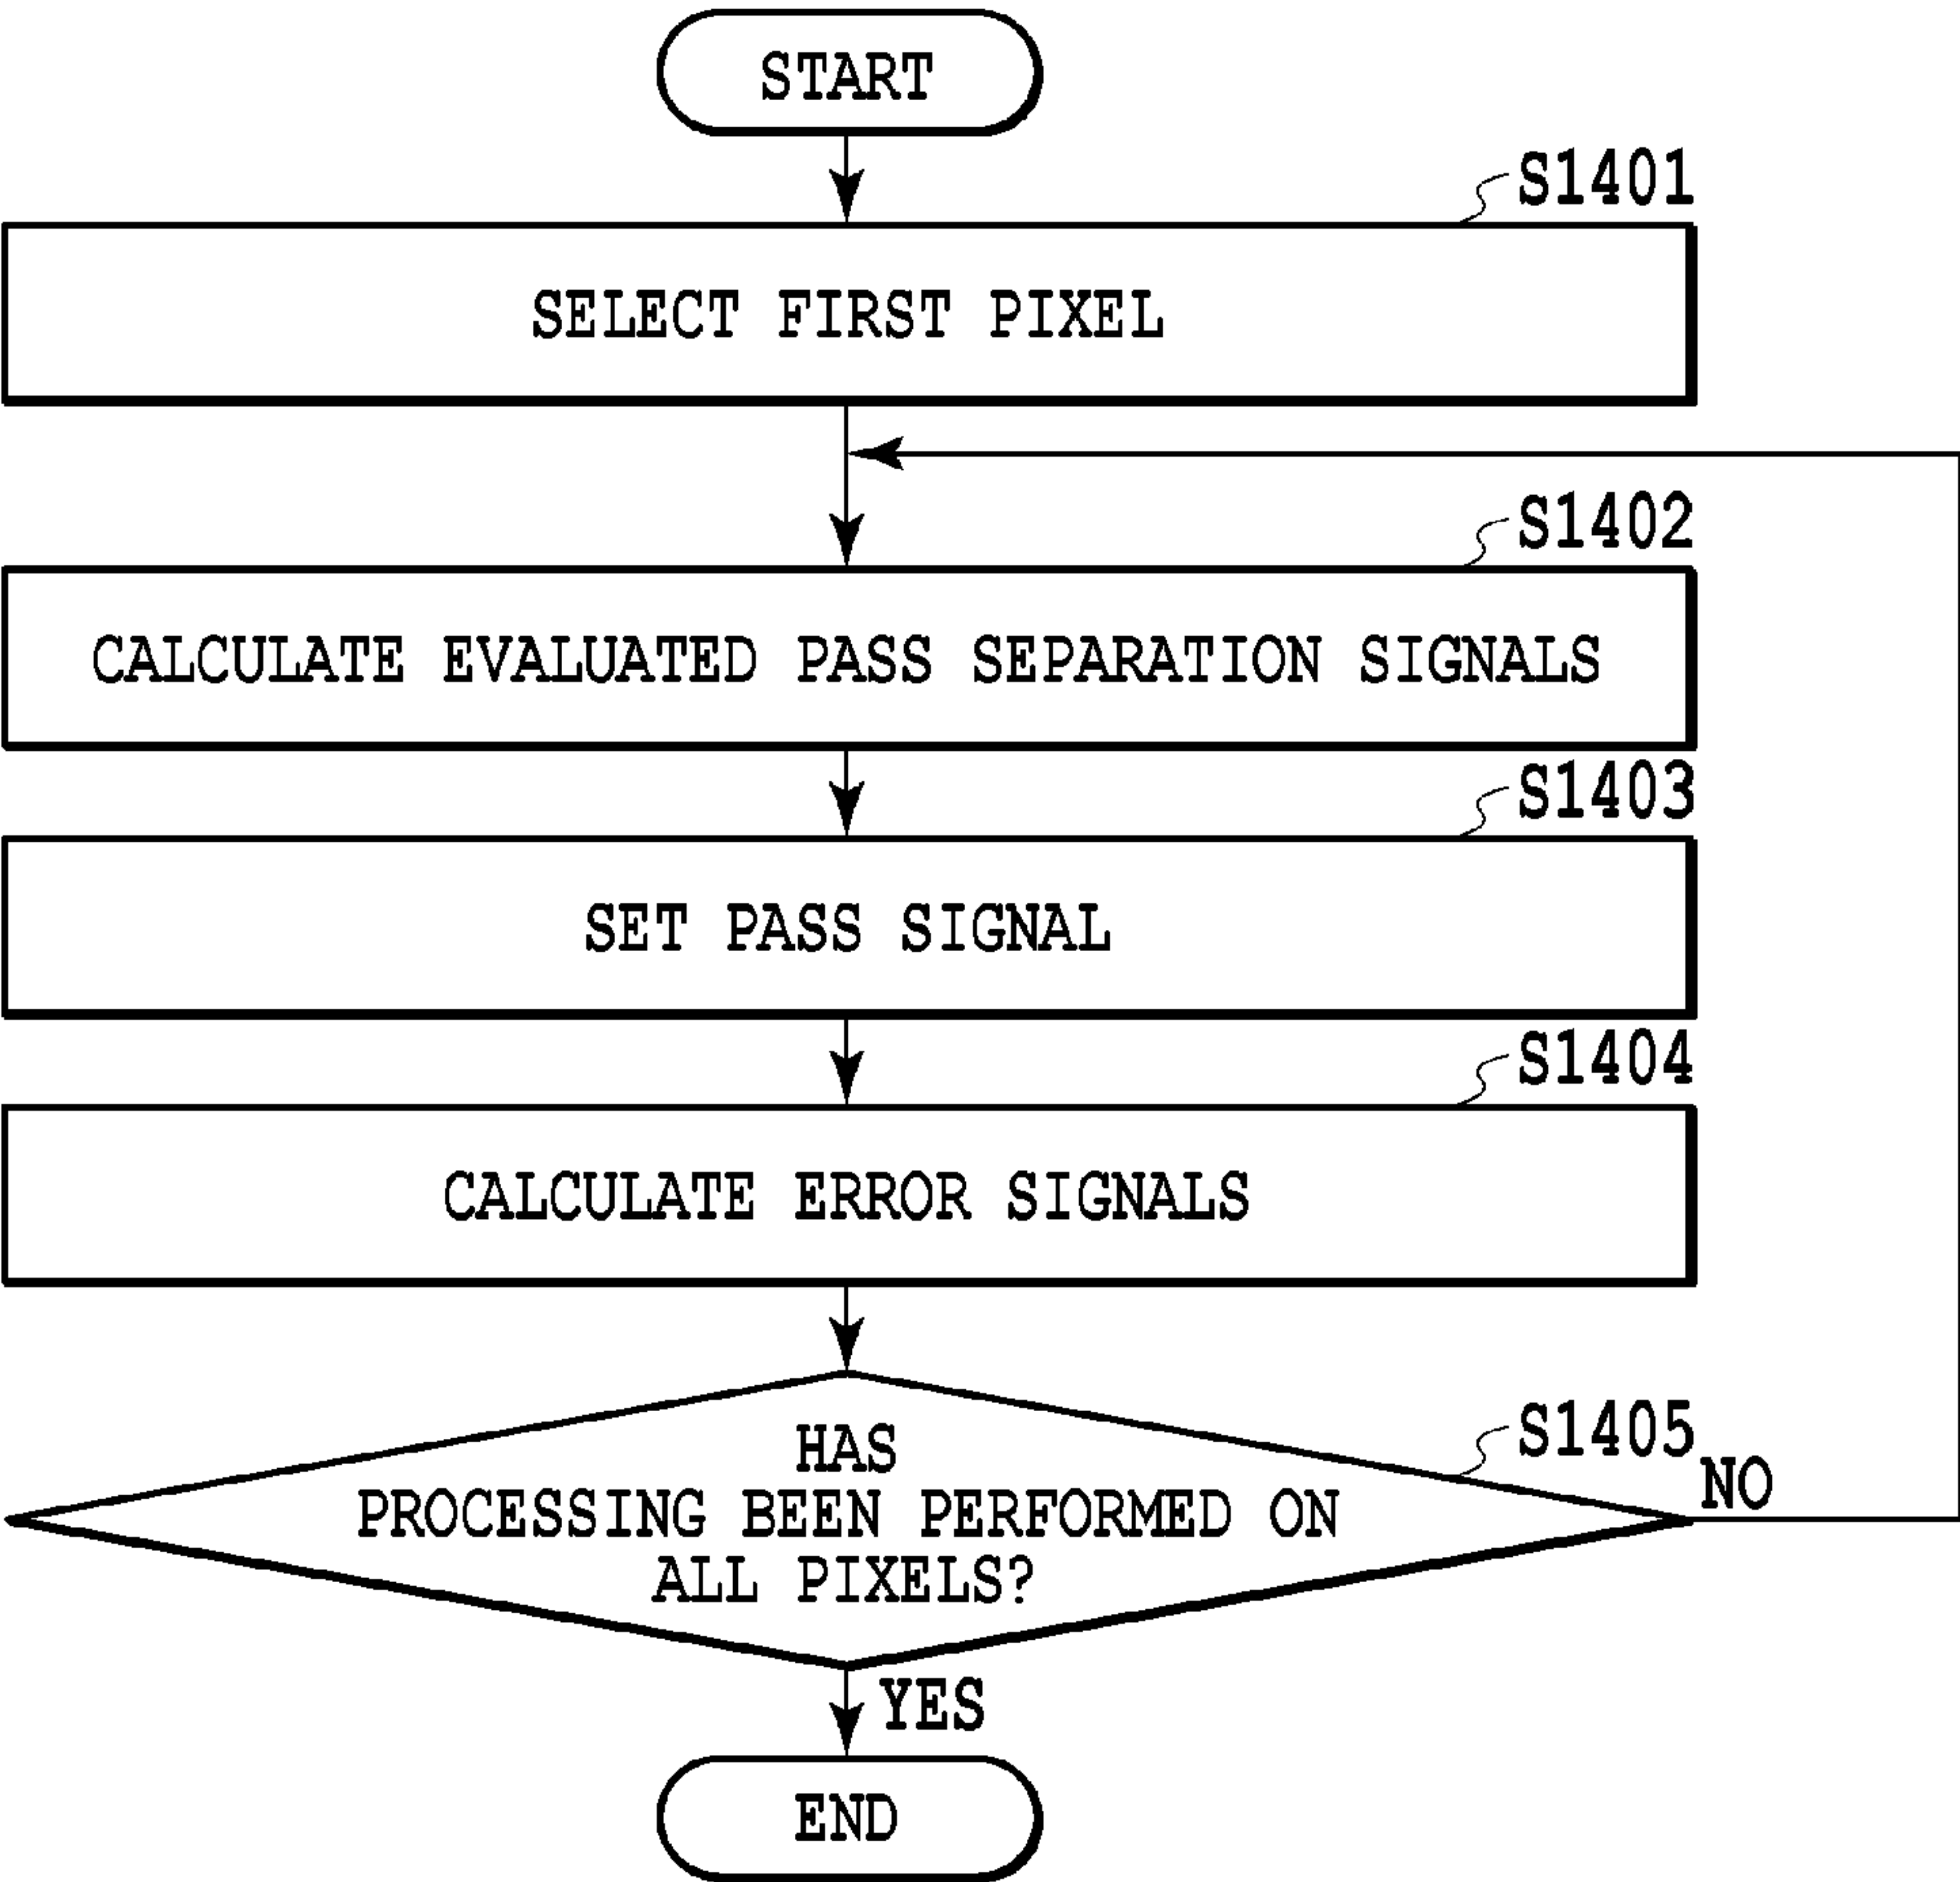 START
S1401
SELECT FIRST PIXEL
S1402
CALCULATE EVALUATED PASS SEPARATION SIGNALS
S1403
SET PASS SIGNAL
S1404
CALCULATE ERROR SIGNALS
S1405
HAS
PROCESSING BEEN PERFORMED ON
ALL PIXELS?
NO
YES
END